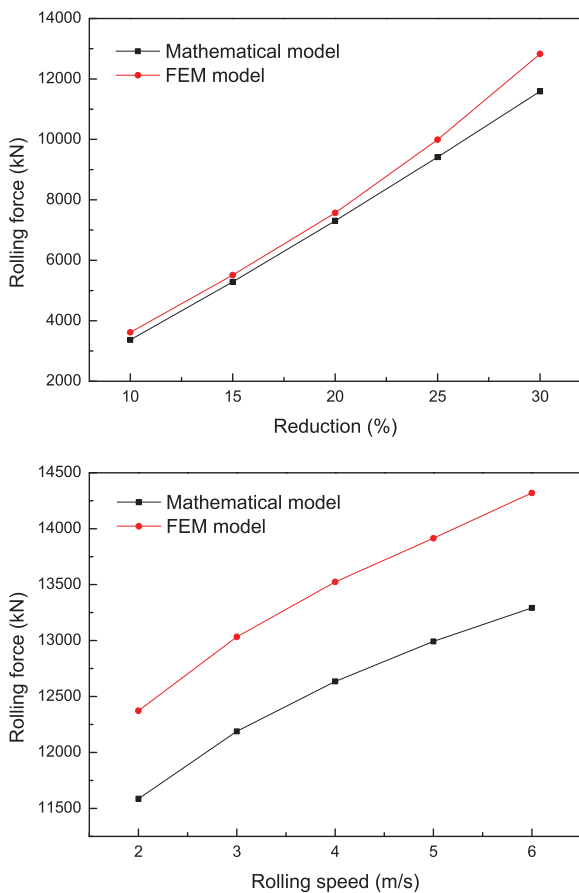 14000
12000
10000
8000
6000
4000
2000
Rolling force (kN)
Mathematical model
FEM model
10 15 20 25 30
Reduction (%)
14500
14000
13500
13000
12500
12000
11500
Rolling force (kN)
Mathematical model
FEM model
2 3 4 5 6
Rolling speed (m/s)